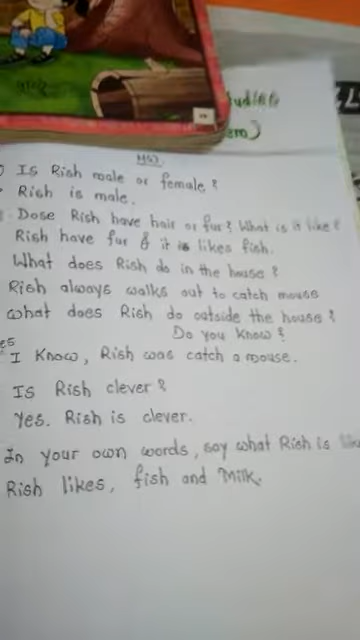 Is Rish male or female?
Rish is male.
Dose Rish have hair or fur? What is it like?
Rish have fur & it is likes fish.
What does Rish do in the house?
Rish always walks out to catch mouse
what does Rish do outside the house?
Do you know?
I Know, Rish was catch a mouse.
Is Rish clever?
Yes. Rish is clever.
In your own words, say what Rish is
Rish likes, fish and Milk.